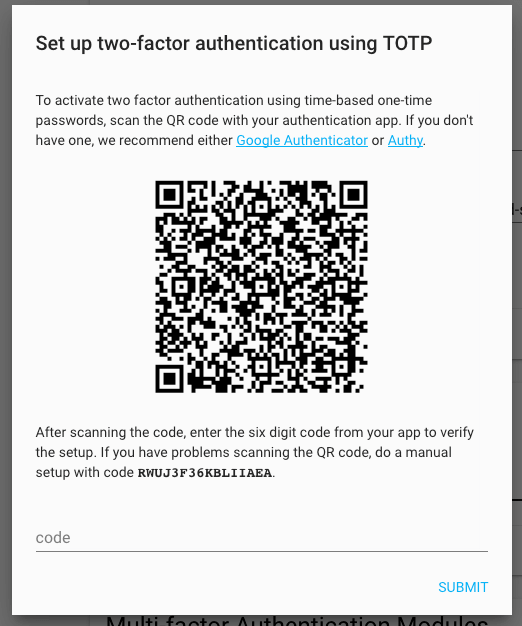 Set up two-factor authentication using TOTP
To activate two factor authentication using time-based one-time
passwords, scan the QR code with your authentication app. If you don't
have one, we recommend either Google Authenticator or Authy.
After scanning the code, enter the six digit code from your app to verify
the setup. If you have problems scanning the QR code, do a manual
setup with code RWUJ3F36KBLIIAEA.
code
SUBMIT
Multi-factor Authentication Modules